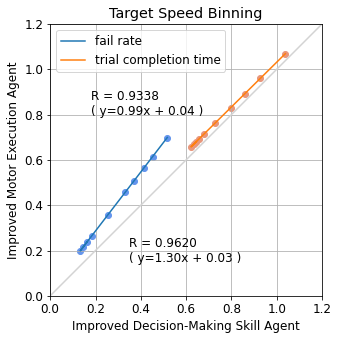 Target Speed Binning
fail rate
trial completion time
R = 0.9338
( y=0.99x + 0.04 )
R = 0.9620
( y=1.30x + 0.03 )
1.2
1.0
0.8
0.6
0.4
0.2
0.0
Improved Motor Execution Agent
0.0 0.2 0.4 0.6 0.8 1.0 1.2
Improved Decision-Making Skill Agent